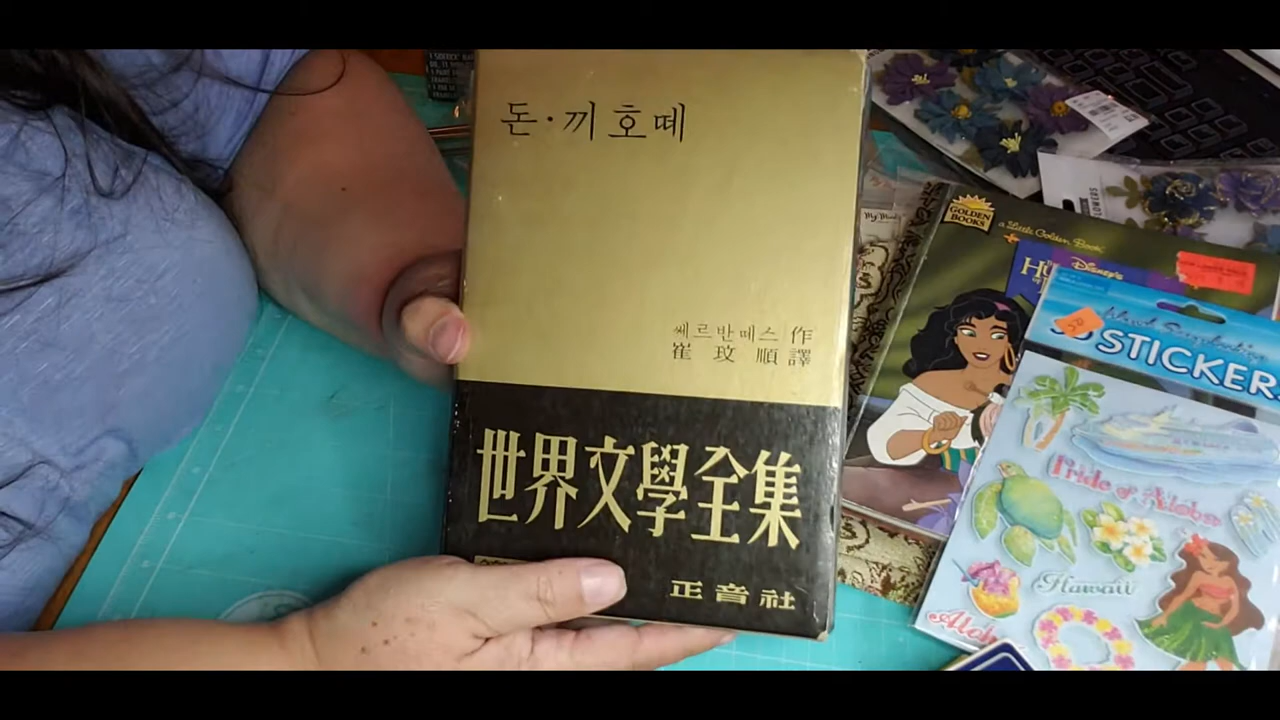 돈·끼호떼
쎄르반떼스 作
崔玟順 譯
世界文學全集
正音社
GOLDEN
BOOKS
a Little Golden Book
DISNEY'S
STICKERS
Pride of Aloha
Hawaii
Aloha